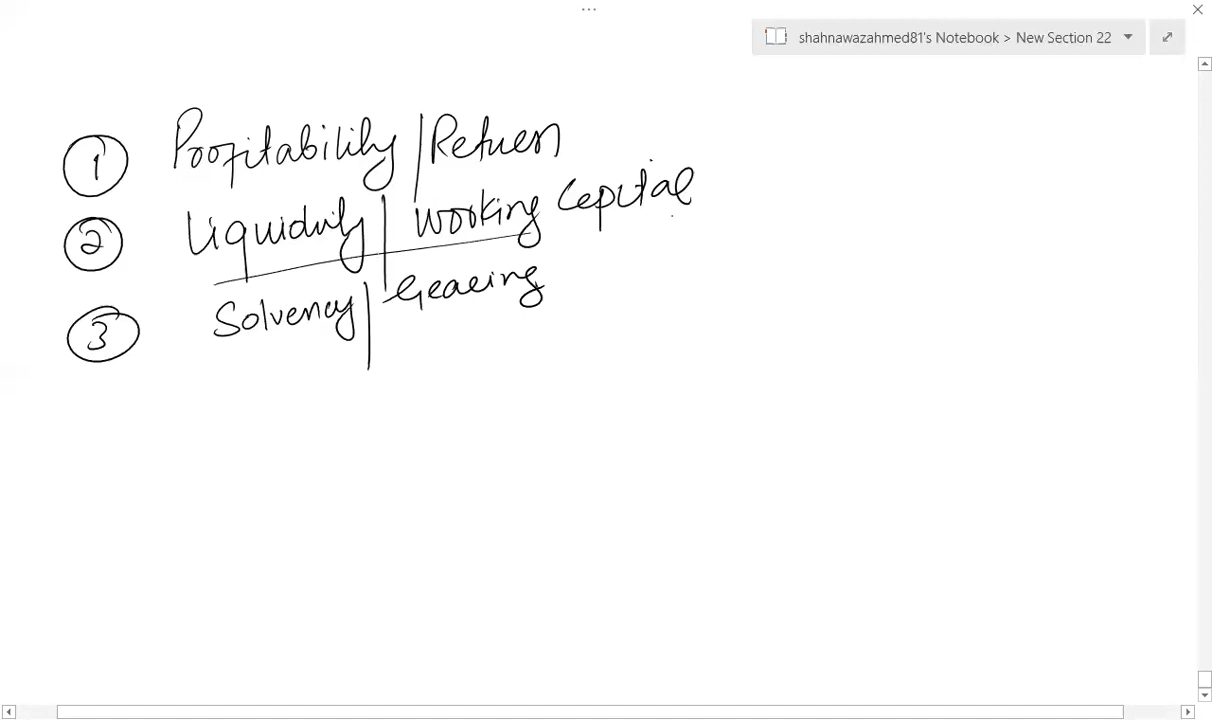 ...
shahnawazahmed81's Notebook > New Section 22
1 Profitability / Return
2 Liquidity / Working Capital
3 Solvency / Gearing